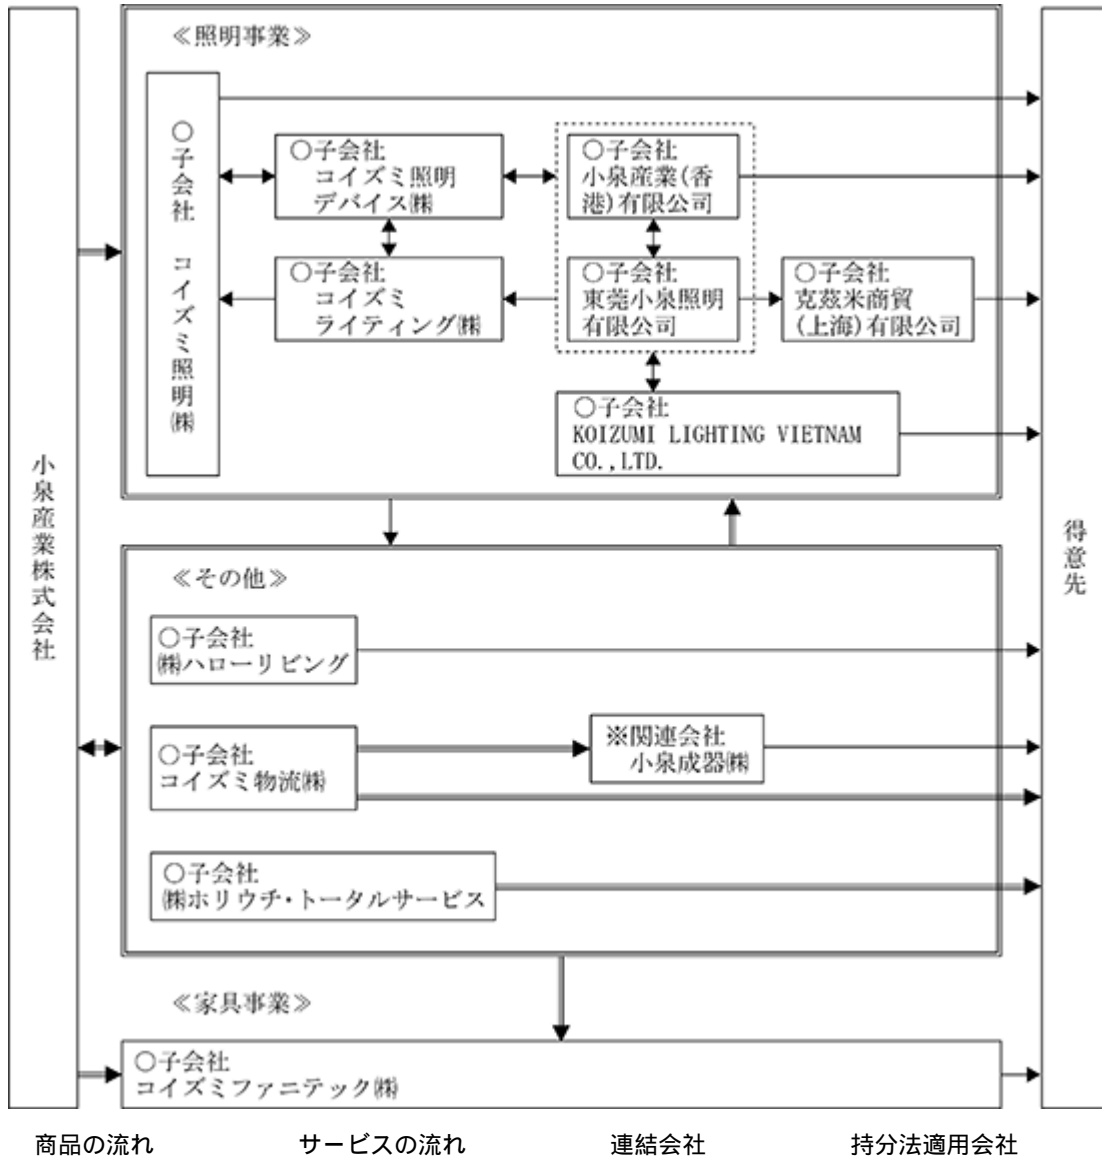 ≪照明事業≫
○子会社 コイズミ照明㈱
○子会社
コイズミ照明
デバイス㈱
○子会社
小泉産業(香
港)有限公司
○子会社
コイズミ
ライティング㈱
○子会社
東莞小泉照明
有限公司
○子会社
克茲米商貿
(上海)有限公司
○子会社
KOIZUMI LIGHTING VIETNAM
CO.,LTD.
小泉産業株式会社
得意先
≪その他≫
○子会社
㈱ハローリビング
○子会社
コイズミ物流㈱
※関連会社
小泉成器㈱
○子会社
㈱ホリウチ・トータルサービス
≪家具事業≫
○子会社
コイズミファニテック㈱
商品の流れ サービスの流れ 連結会社 持分法適用会社